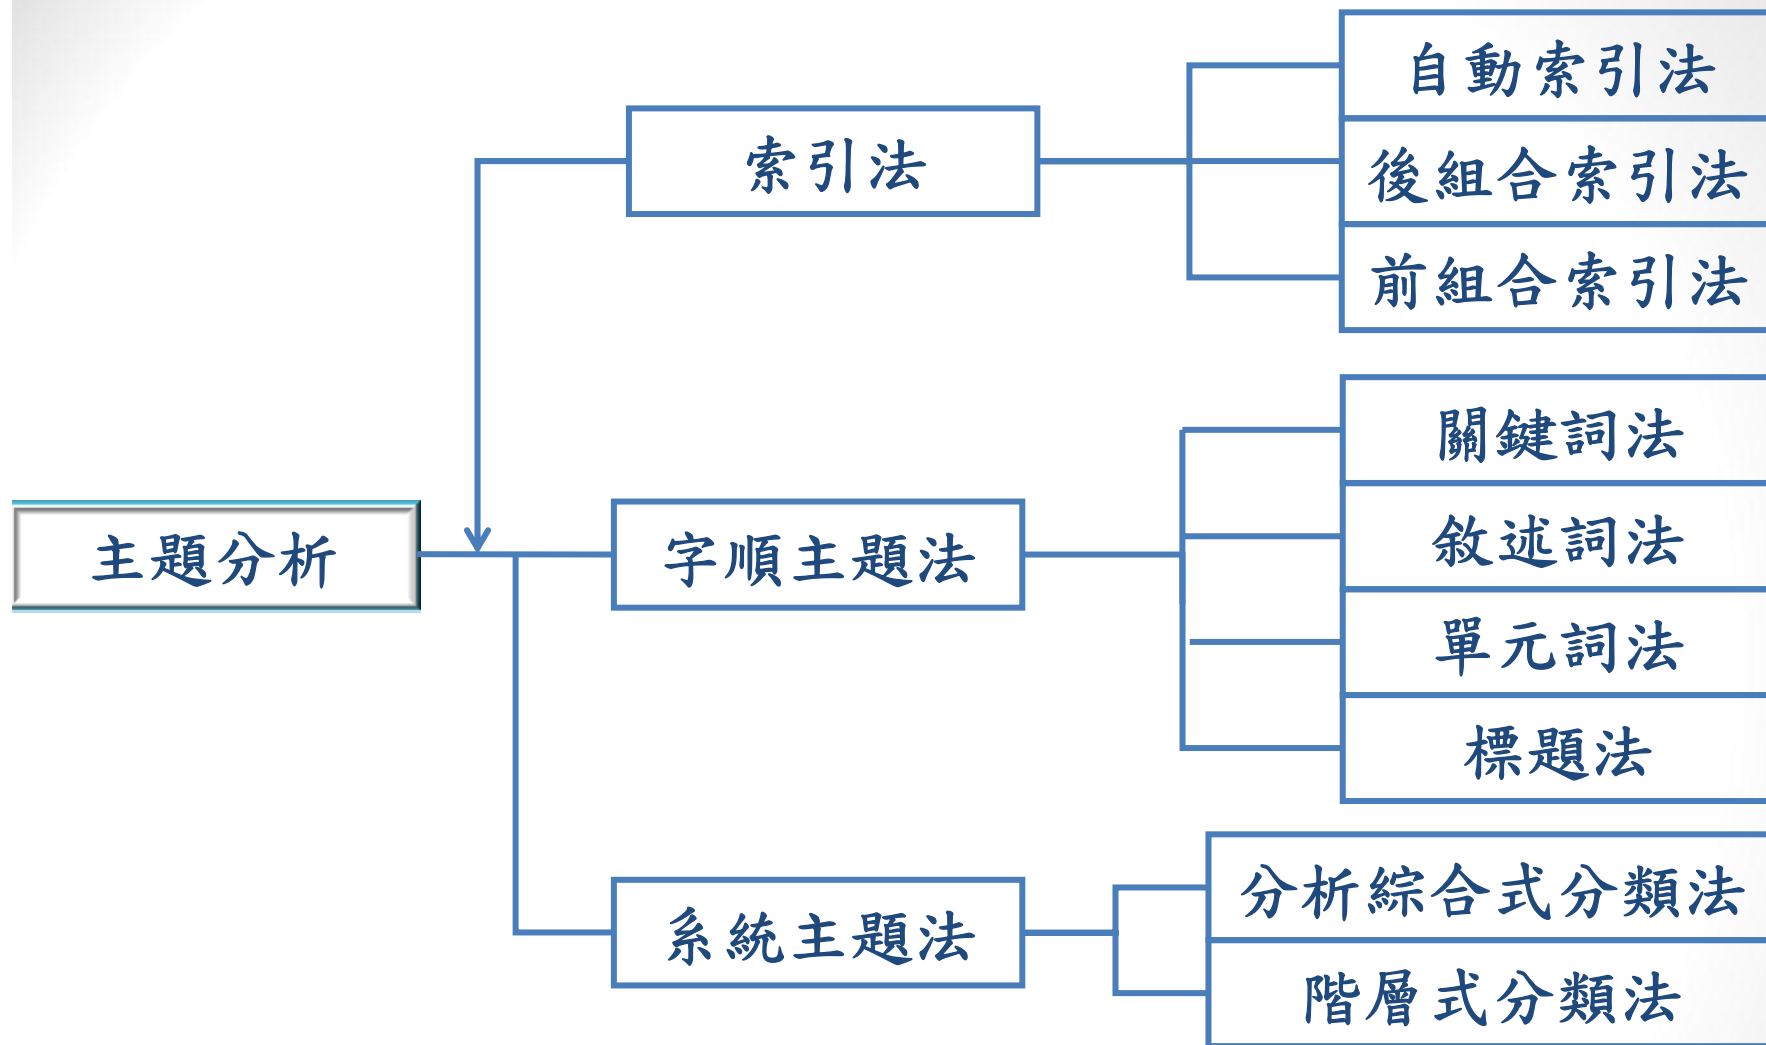 自動索引法
索引法
後組合索引法
前組合索引法
關鍵詞法
敘述詞法
主題分析
字順主題法
單元詞法
標題法
分析綜合式分類法
系統主題法
階層式分類法